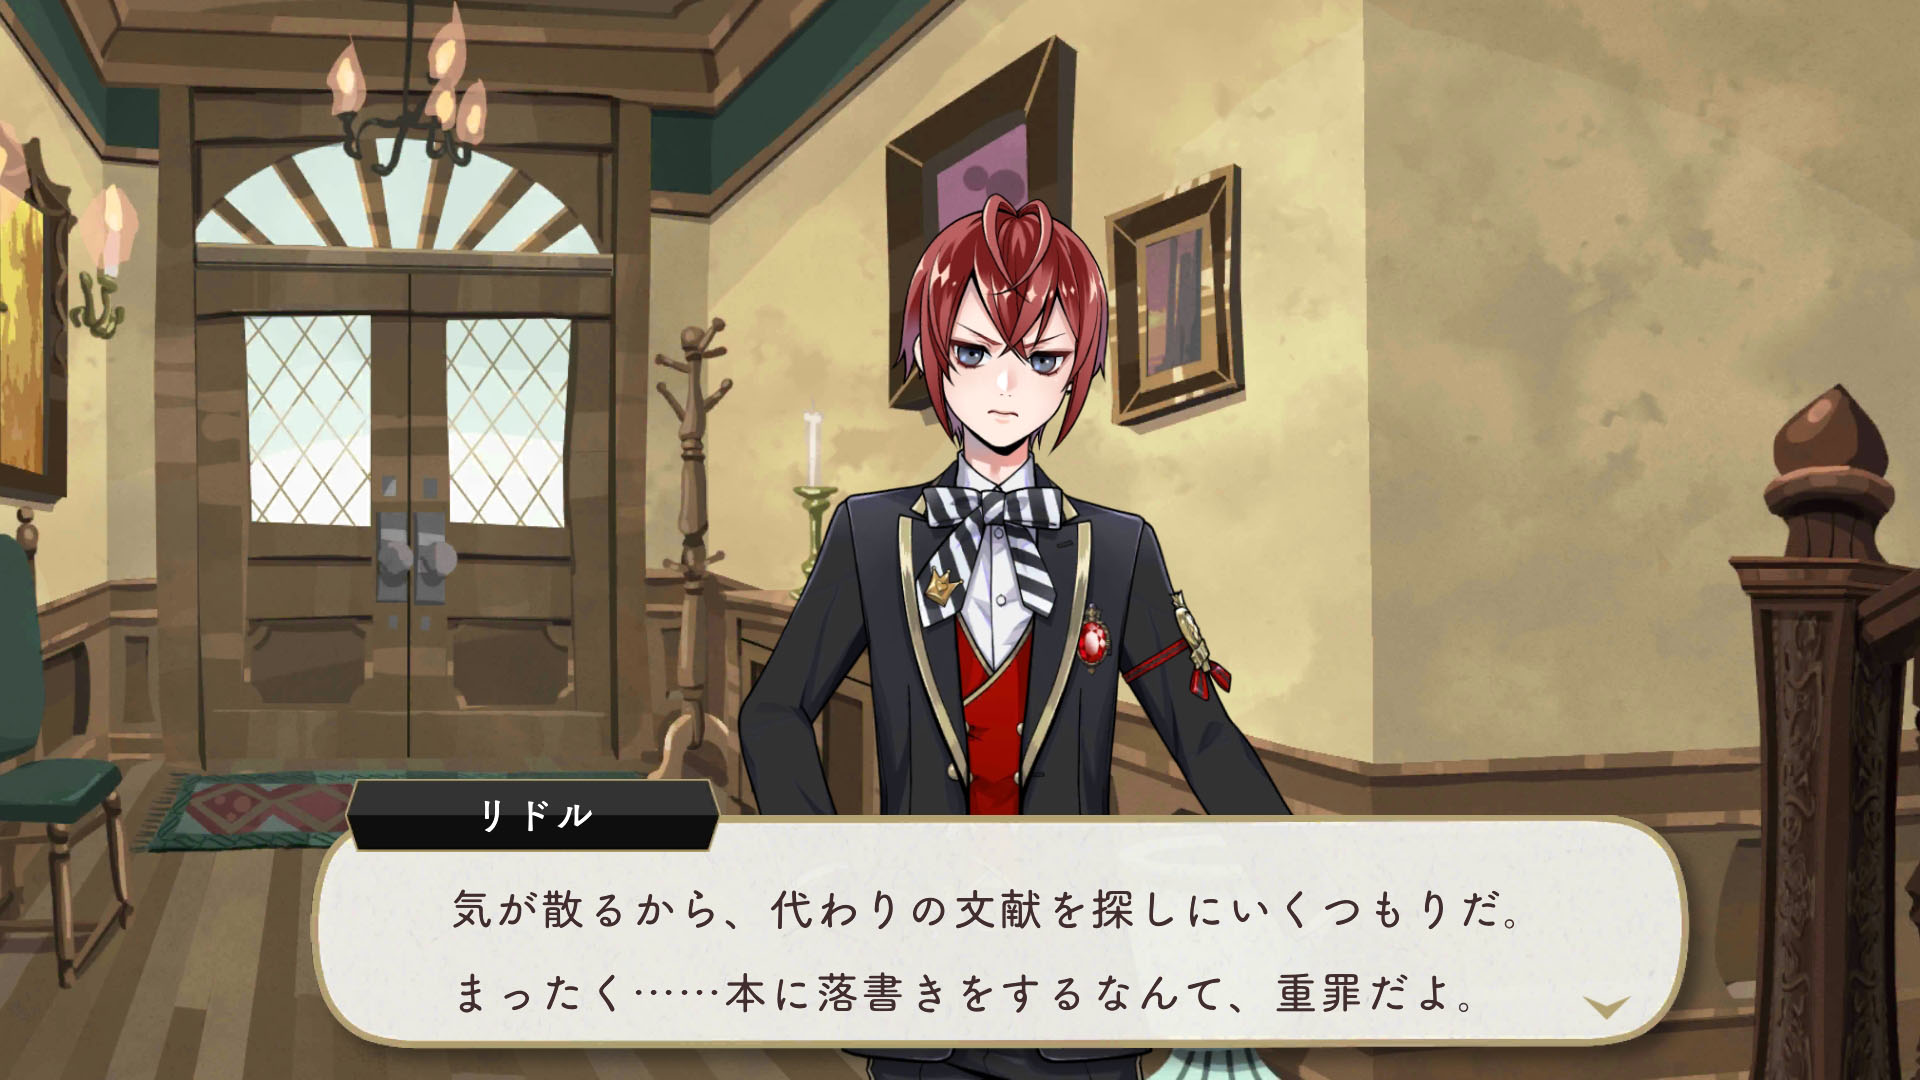 リドル
気が散るから、代わりの文献を探しにいくつもりだ。
まったく……本に落書きをするなんて、重罪だよ。